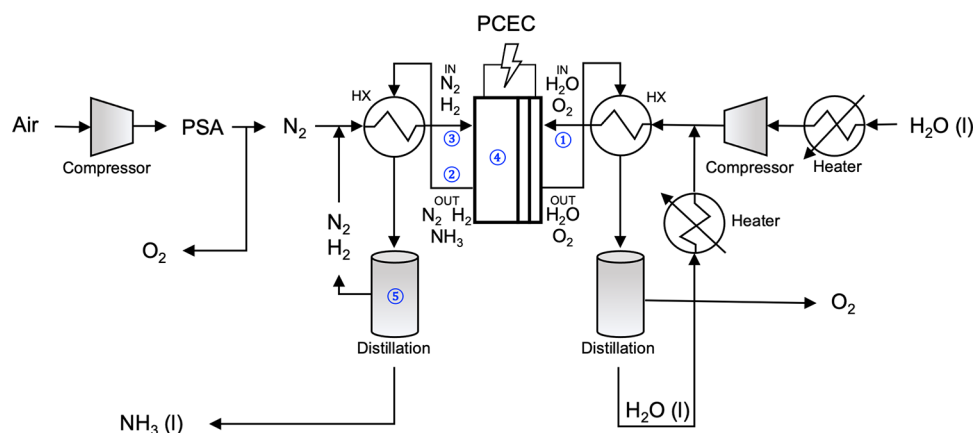 PCEC
IN
N₂
H₂
IN
H₂O
O₂
HX
HX
Air
PSA
N₂
③
①
④
H₂O (l)
Compressor
Compressor
Heater
②
OUT
N₂ H₂
NH₃
OUT
H₂O
O₂
N₂
H₂
Heater
O₂
⑤
O₂
Distillation
Distillation
NH₃ (l)
H₂O (l)